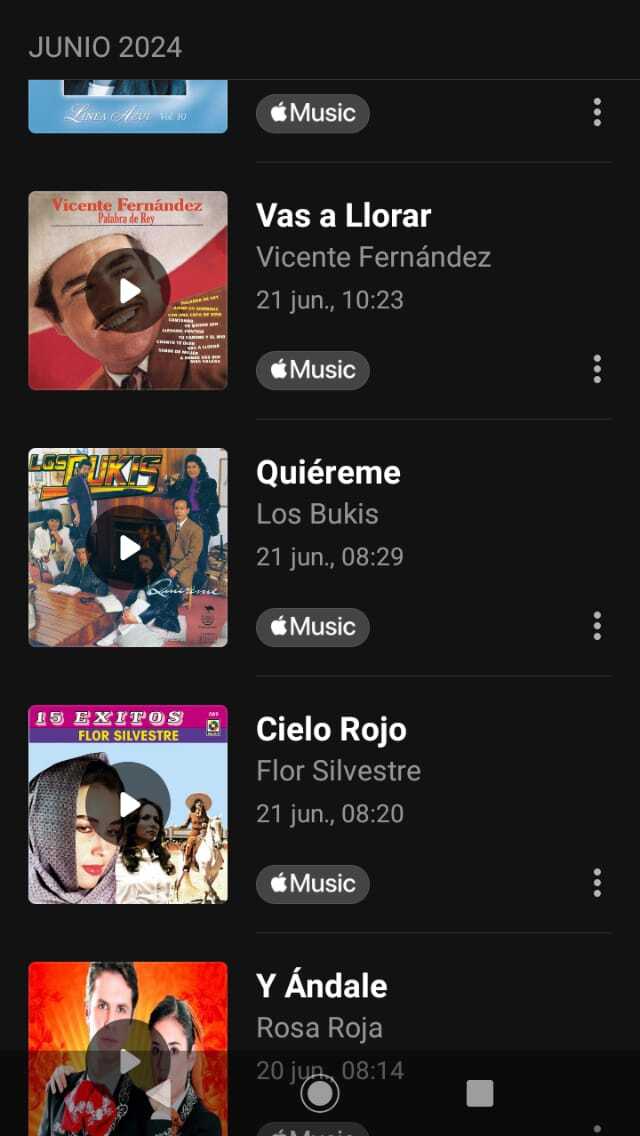 JUNIO 2024
LINEA AZUL Vol. 10
Music
Vicente Fernández
Palabra de Rey
Vas a Llorar
Vicente Fernández
21 jun., 10:23
Music
LOS BUKIS
Quiéreme
Quiéreme
Los Bukis
21 jun., 08:29
Music
15 EXITOS
FLOR SILVESTRE
Cielo Rojo
Flor Silvestre
21 jun., 08:20
Music
Y Ándale
Rosa Roja
20 jun., 08:14
Music